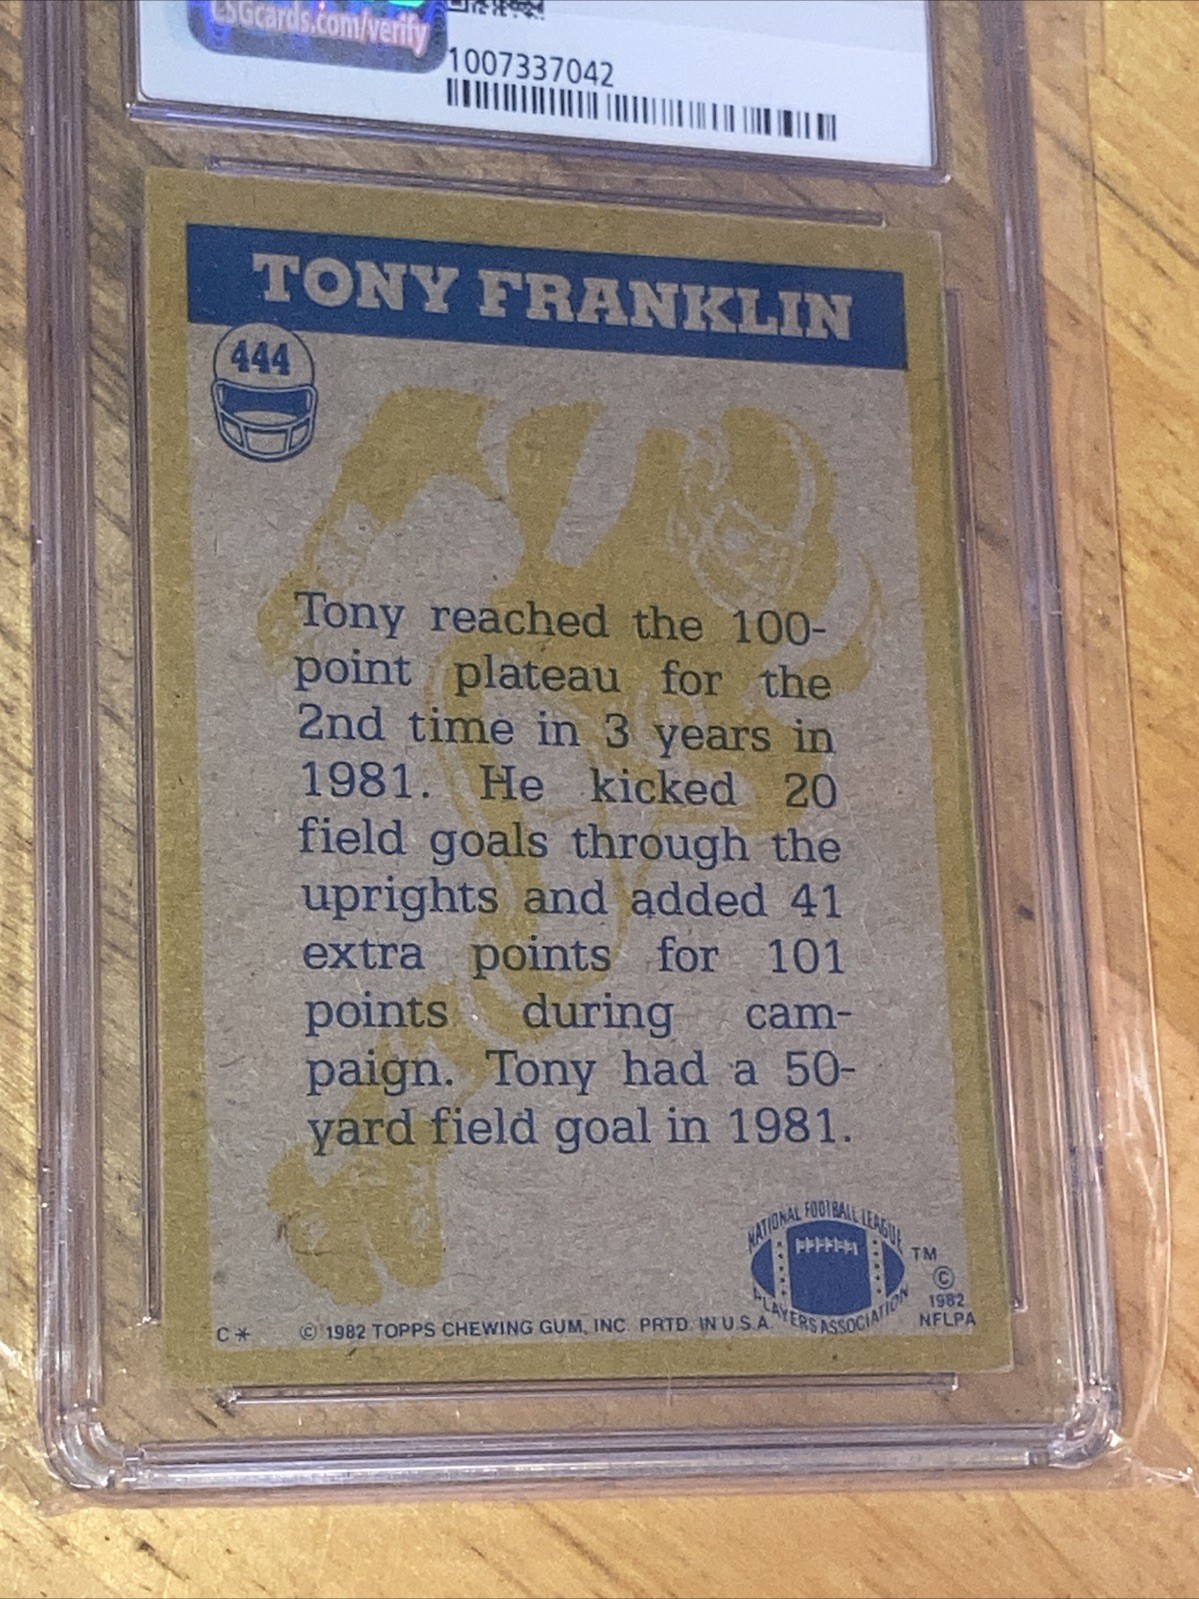 CSGcards.com/verify
1007337042
TONY FRANKLIN
444
Tony reached the 100-
point plateau for the
2nd time in 3 years in
1981. He kicked 20
field goals through the
uprights and added 41
extra points for 101
points during cam-
paign. Tony had a 50-
yard field goal in 1981.
NATIONAL FOOTBALL LEAGUE
PLAYERS ASSOCIATION
TM
©
1982
NFLPA
C* © 1982 TOPPS CHEWING GUM, INC. PRTD. IN U.S.A.